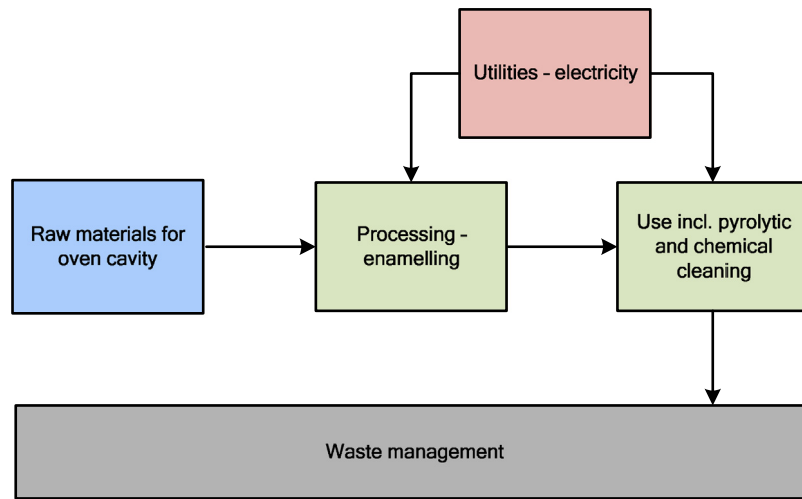 Utilities - electricity
Raw materials for
oven cavity
Processing -
enamelling
Use incl. pyrolytic
and chemical
cleaning
Waste management